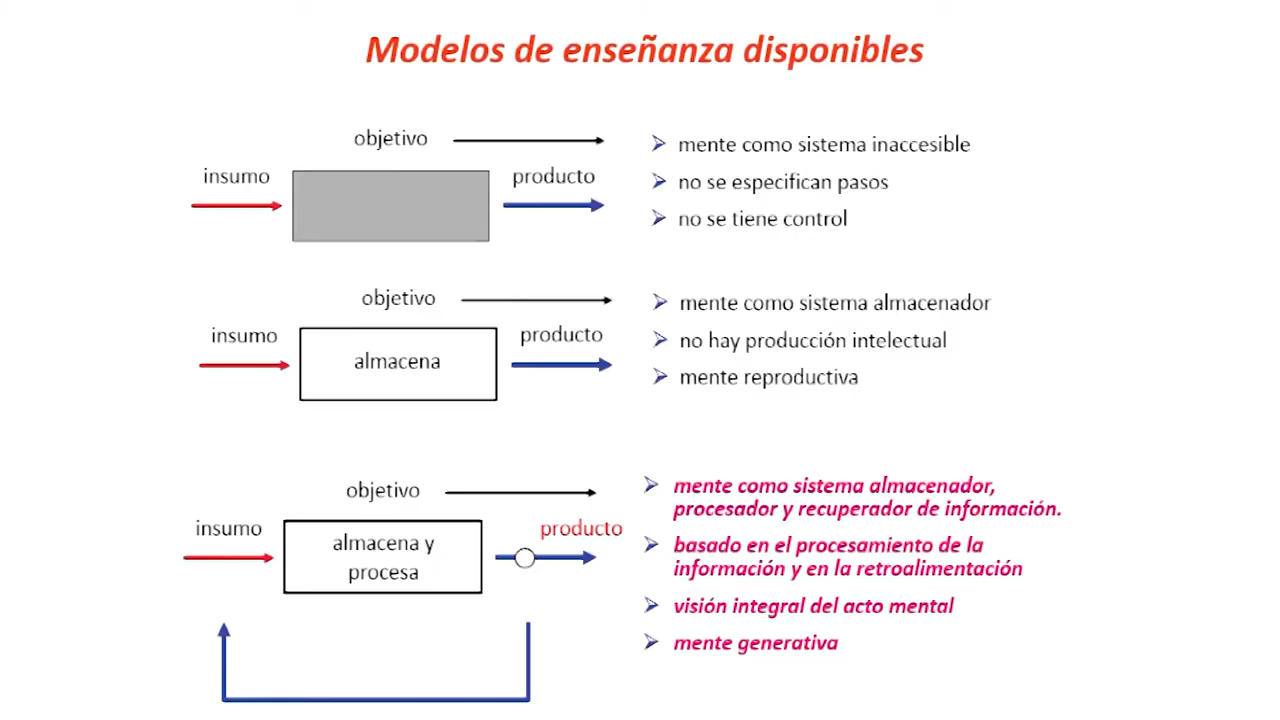 Modelos de enseñanza disponibles
objetivo
insumo
producto
mente como sistema inaccesible
no se especifican pasos
no se tiene control
objetivo
insumo
almacena
producto
mente como sistema almacenador
no hay producción intelectual
mente reproductiva
objetivo
insumo
almacena y
procesa
producto
mente como sistema almacenador,
procesador y recuperador de información.
basado en el procesamiento de la
información y en la retroalimentación
visión integral del acto mental
mente generativa